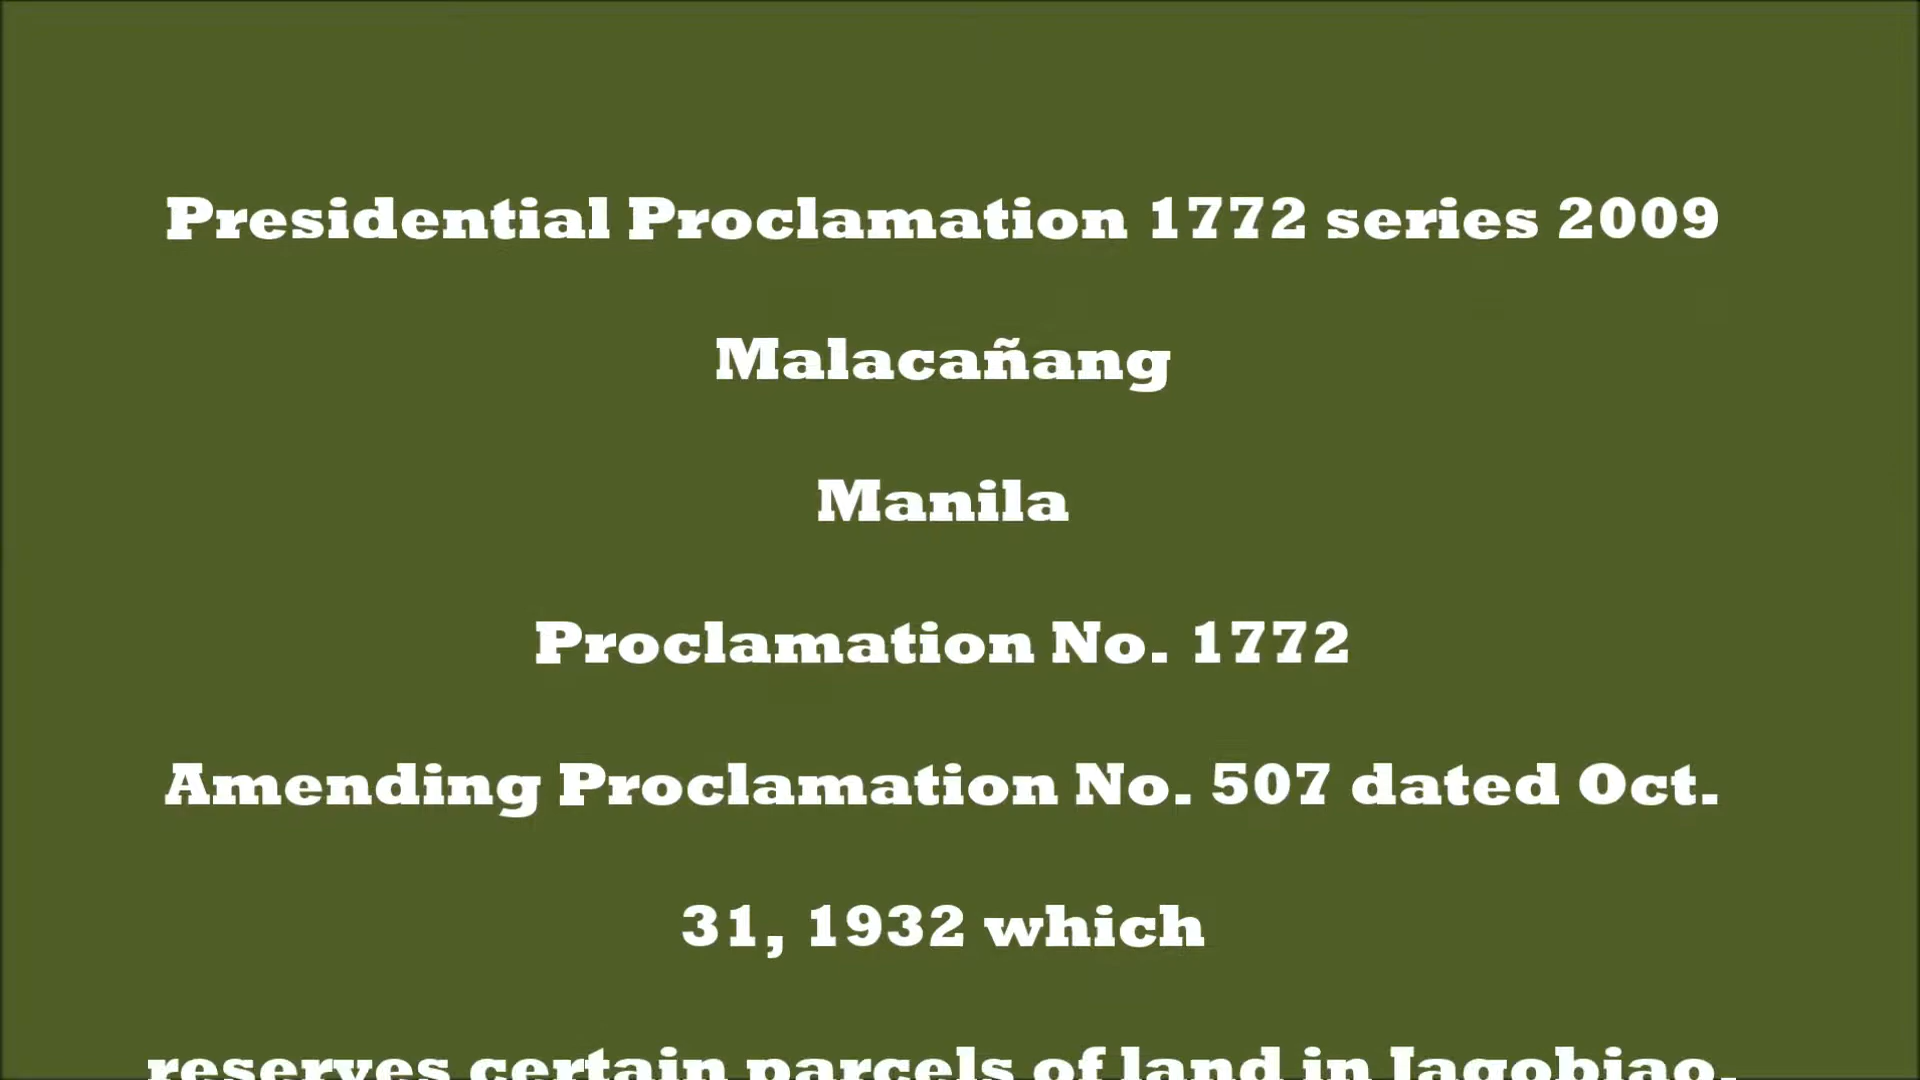 Presidential Proclamation 1772 series 2009
Malacañang
Manila
Proclamation No. 1772
Amending Proclamation No. 507 dated Oct.
31, 1932 which
reserves certain parcels of land in Jagobiao,